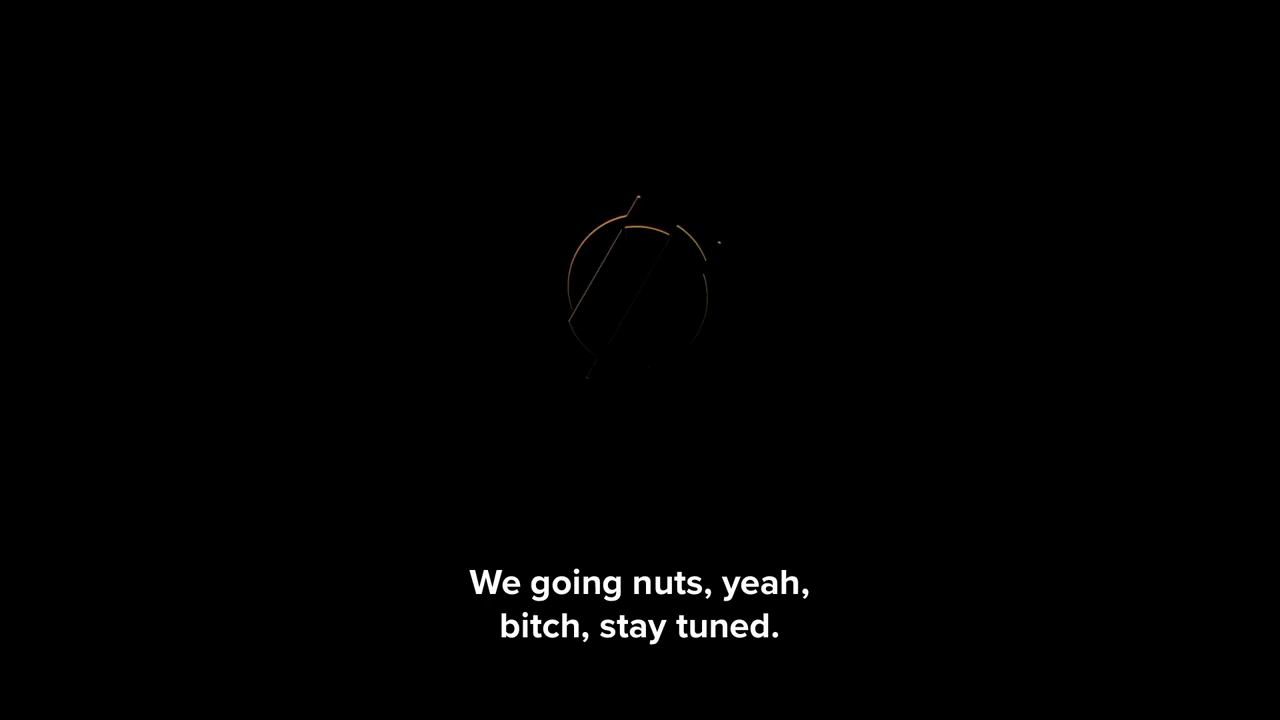 We going nuts, yeah,
bitch, stay tuned.